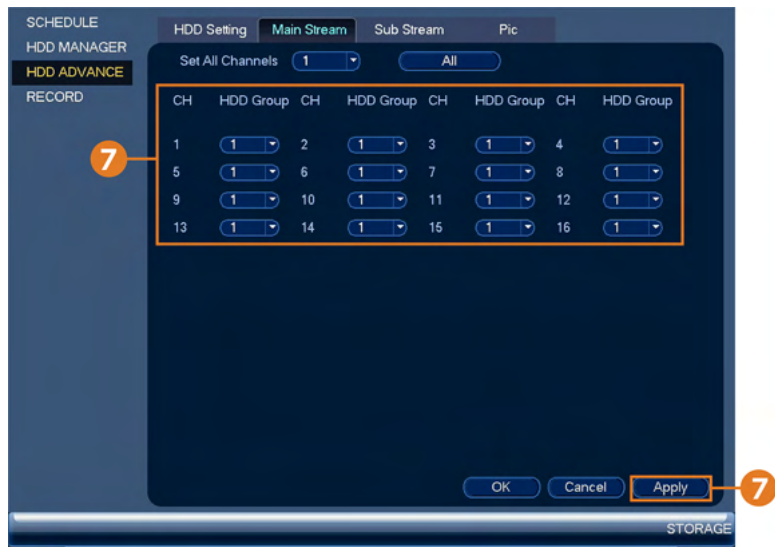 SCHEDULE
HDD MANAGER
HDD ADVANCE
RECORD
HDD Setting Main Stream Sub Stream Pic
Set All Channels 1 All
CH HDD Group CH HDD Group CH HDD Group CH HDD Group
1 1 2 1 3 1 4 1
7
5 1 6 1 7 1 8 1
9 1 10 1 11 1 12 1
13 1 14 1 15 1 16 1
OK Cancel Apply 7
STORAGE